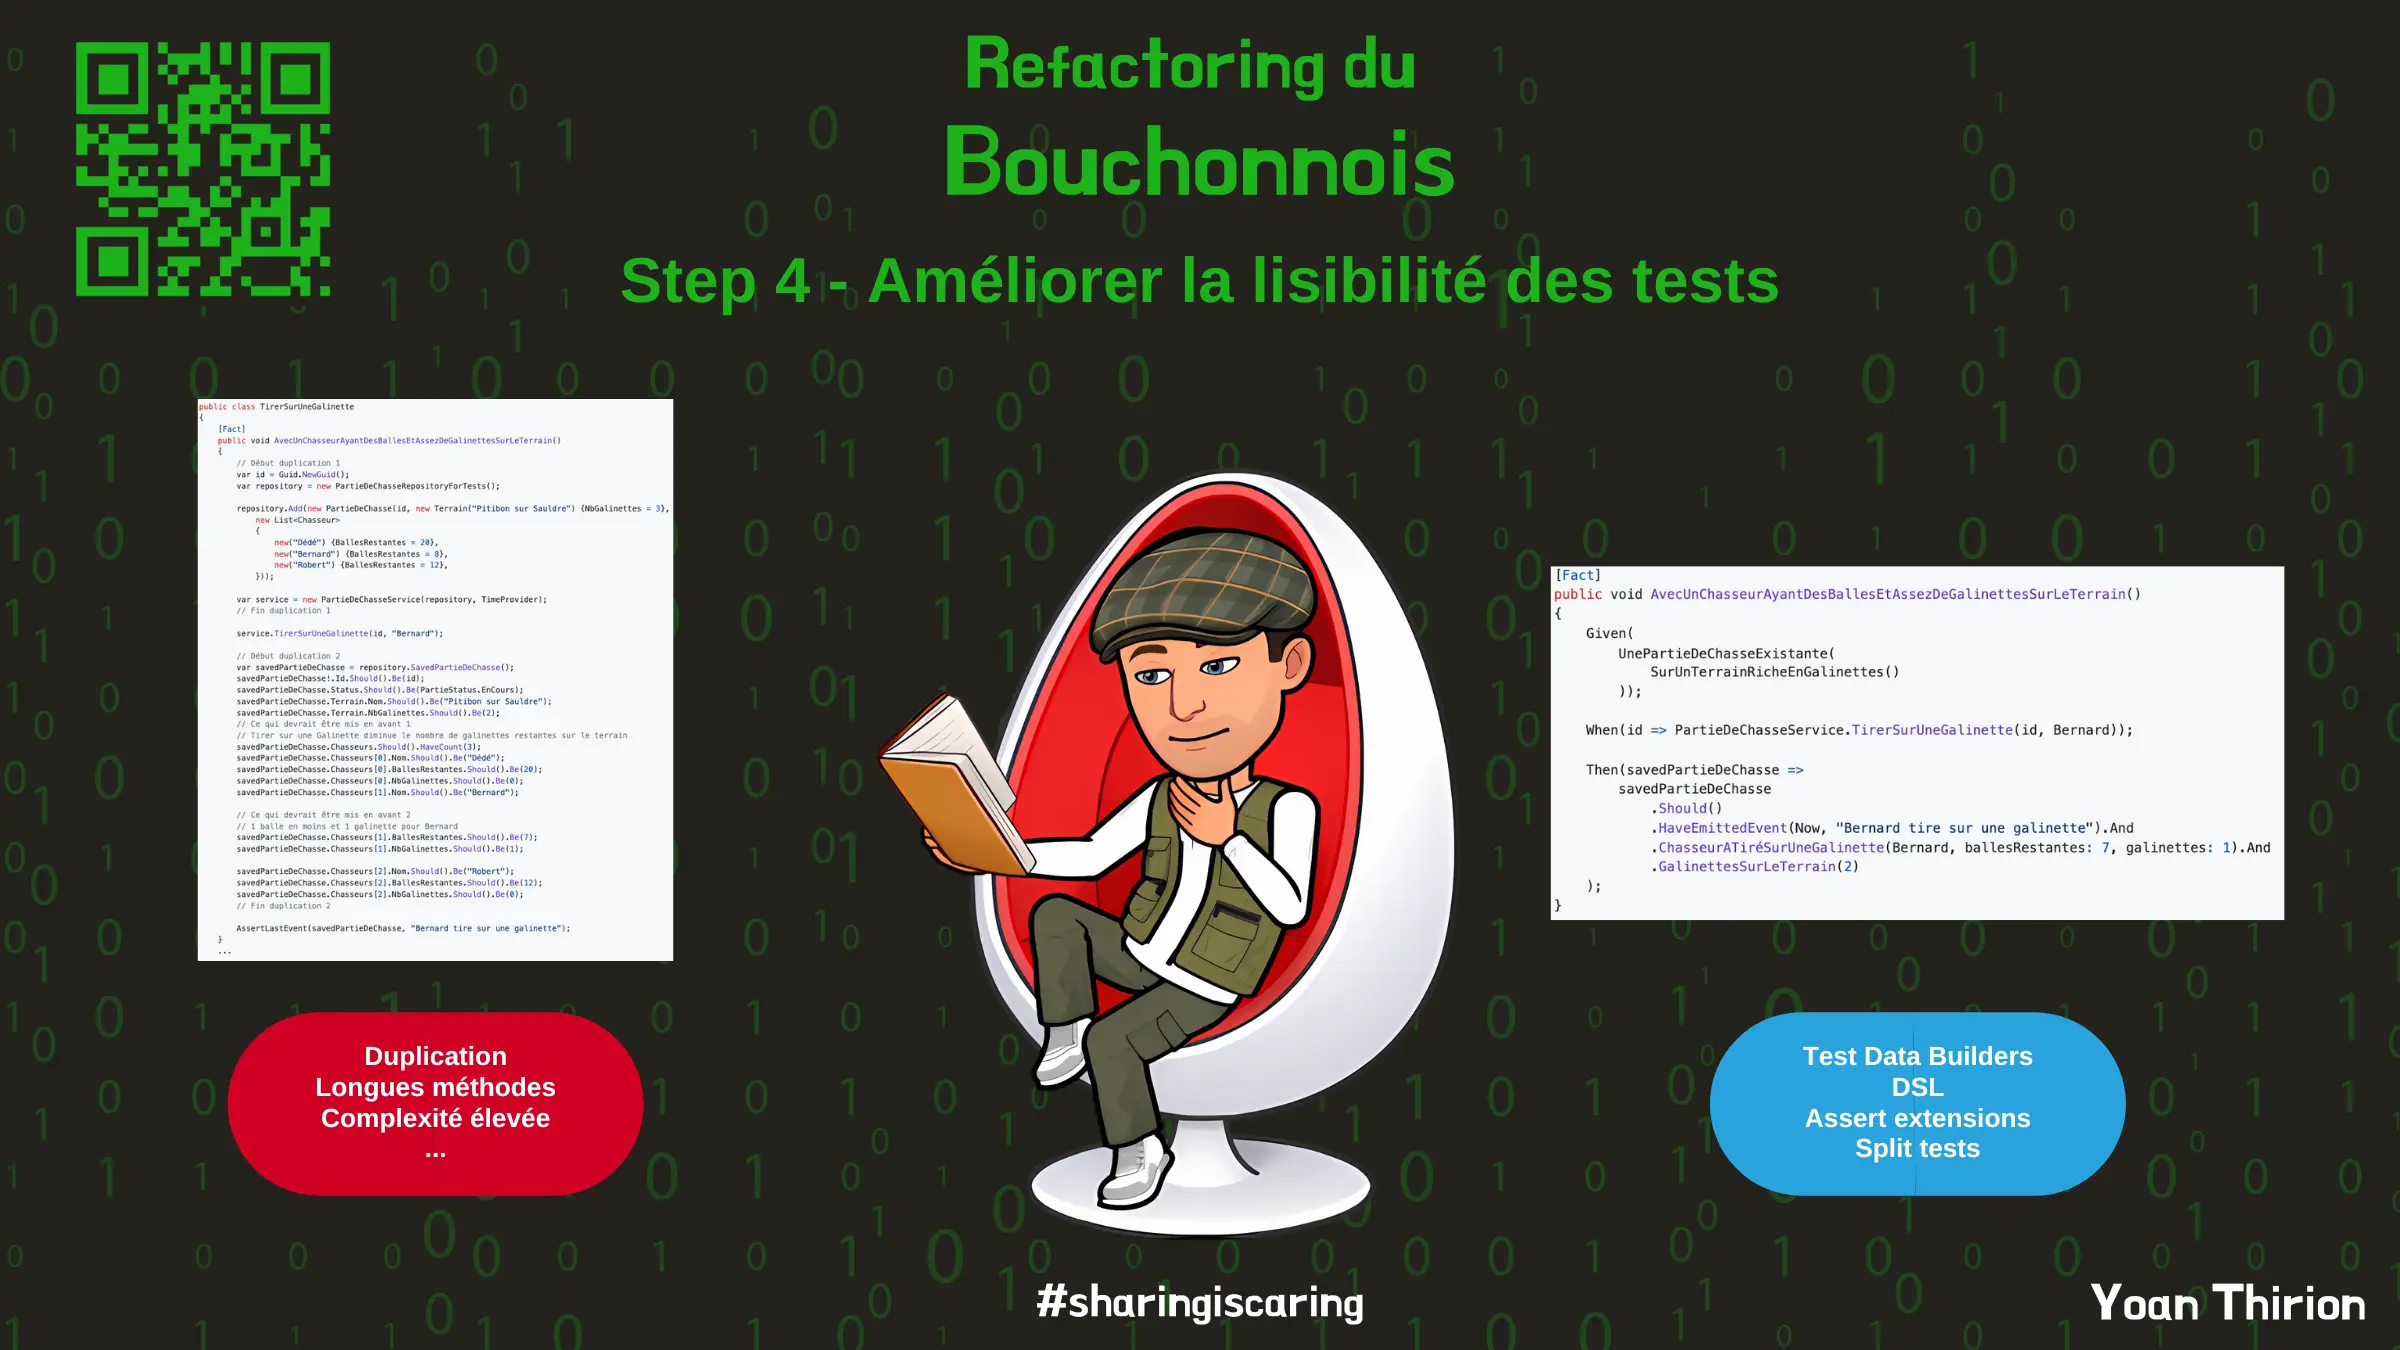 Refactoring du
Bouchonnois
Step 4 - Améliorer la lisibilité des tests
public class TirerSurUneGalinette
{
[Fact]
public void AvecUnChasseurAyantDesBallesEtAssezDeGalinettesSurLeTerrain()
{
// Début duplication 1
var id = Guid.NewGuid();
var repository = new PartieDeChasseRepositoryForTests();
repository.Add(new PartieDeChasse(id, new Terrain("Pitibon sur Sauldre") {NbGalinettes = 3},
new List<Chasseur>
{
new("Dédé") {BallesRestantes = 20},
new("Bernard") {BallesRestantes = 8},
new("Robert") {BallesRestantes = 12},
}));
var service = new PartieDeChasseService(repository, TimeProvider);
// Fin duplication 1
service.TirerSurUneGalinette(id, "Bernard");
// Début duplication 2
var savedPartieDeChasse = repository.SavedPartieDeChasse();
savedPartieDeChasse!.Id.Should().Be(id);
savedPartieDeChasse.Status.Should().Be(PartieStatus.EnCours);
savedPartieDeChasse.Terrain.Nom.Should().Be("Pitibon sur Sauldre");
savedPartieDeChasse.Terrain.NbGalinettes.Should().Be(2);
// Ce qui devrait être mis en avant 1
// Tirer sur une Galinette diminue le nombre de galinettes restantes sur le terrain
savedPartieDeChasse.Chasseurs.Should().HaveCount(3);
savedPartieDeChasse.Chasseurs[0].Nom.Should().Be("Dédé");
savedPartieDeChasse.Chasseurs[0].BallesRestantes.Should().Be(20);
savedPartieDeChasse.Chasseurs[0].NbGalinettes.Should().Be(0);
savedPartieDeChasse.Chasseurs[1].Nom.Should().Be("Bernard");
// Ce qui devrait être mis en avant 2
// 1 balle en moins et 1 galinette pour Bernard
savedPartieDeChasse.Chasseurs[1].BallesRestantes.Should().Be(7);
savedPartieDeChasse.Chasseurs[1].NbGalinettes.Should().Be(1);
savedPartieDeChasse.Chasseurs[2].Nom.Should().Be("Robert");
savedPartieDeChasse.Chasseurs[2].BallesRestantes.Should().Be(12);
savedPartieDeChasse.Chasseurs[2].NbGalinettes.Should().Be(0);
// Fin duplication 2
AssertLastEvent(savedPartieDeChasse, "Bernard tire sur une galinette");
}
...
Duplication
Longues méthodes
Complexité élevée
...
[Fact]
public void AvecUnChasseurAyantDesBallesEtAssezDeGalinettesSurLeTerrain()
{
Given(
UnePartieDeChasseExistante(
SurUnTerrainRicheEnGalinettes()
));
When(id => PartieDeChasseService.TirerSurUneGalinette(id, Bernard));
Then(savedPartieDeChasse =>
savedPartieDeChasse
.Should()
.HaveEmittedEvent(Now, "Bernard tire sur une galinette").And
.ChasseurATiréSurUneGalinette(Bernard, ballesRestantes: 7, galinettes: 1).And
.GalinettesSurLeTerrain(2)
);
}
Test Data Builders
DSL
Assert extensions
Split tests
#sharingiscaring
Yoan Thirion